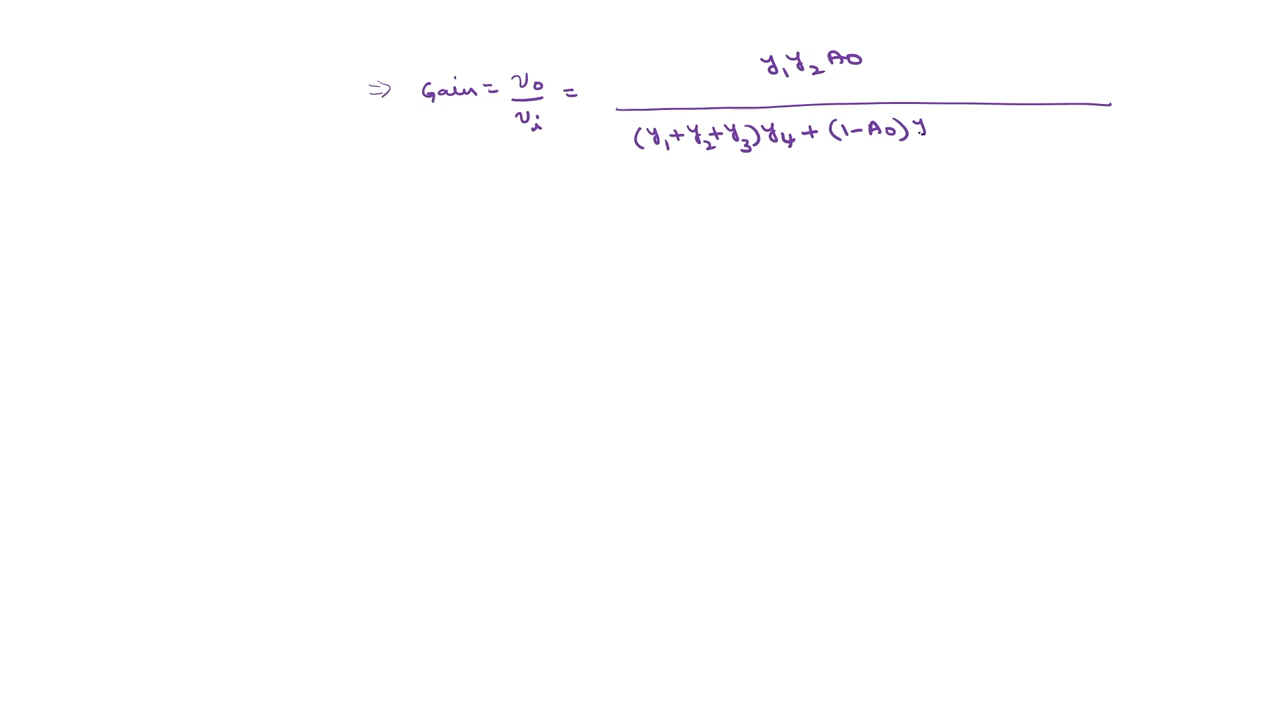 ⇒ Gain = v₀/vᵢ = y₁y₂A₀ / (y₁+y₂+y₃)y₄ + (1-A₀)y